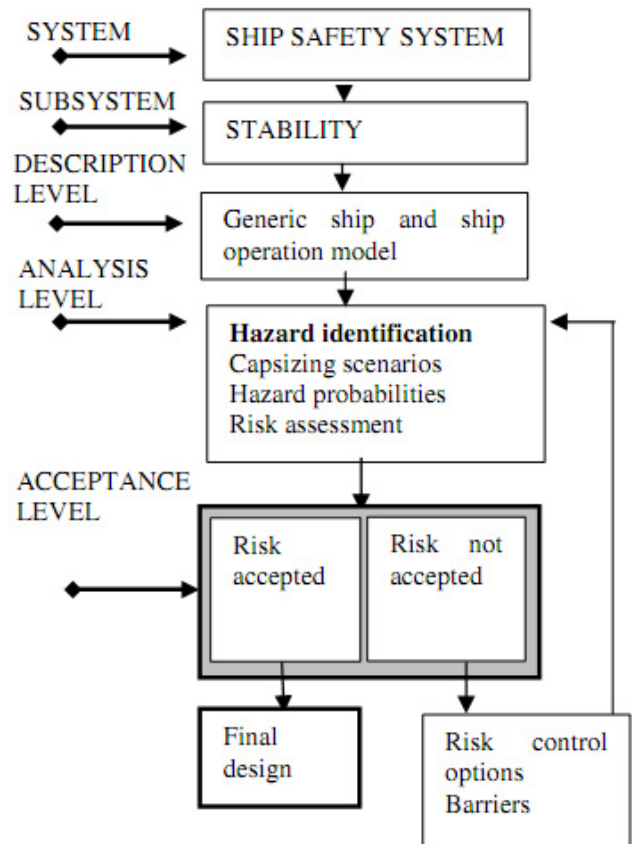 SYSTEM
SHIP SAFETY SYSTEM
SUBSYSTEM
STABILITY
DESCRIPTION
LEVEL
Generic ship and ship
operation model
ANALYSIS
LEVEL
Hazard identification
Capsizing scenarios
Hazard probabilities
Risk assessment
ACCEPTANCE
LEVEL
Risk
accepted
Risk not
accepted
Final
design
Risk control
options
Barriers